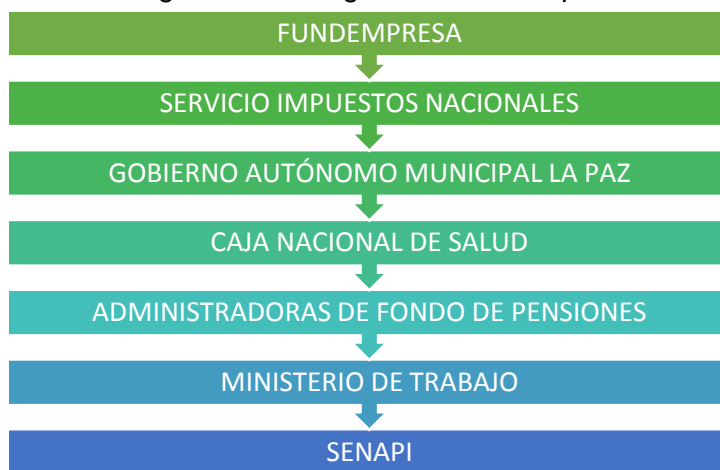 FUNDEMPRESA
SERVICIO IMPUESTOS NACIONALES
GOBIERNO AUTÓNOMO MUNICIPAL LA PAZ
CAJA NACIONAL DE SALUD
ADMINISTRADORAS DE FONDO DE PENSIONES
MINISTERIO DE TRABAJO
SENAPI